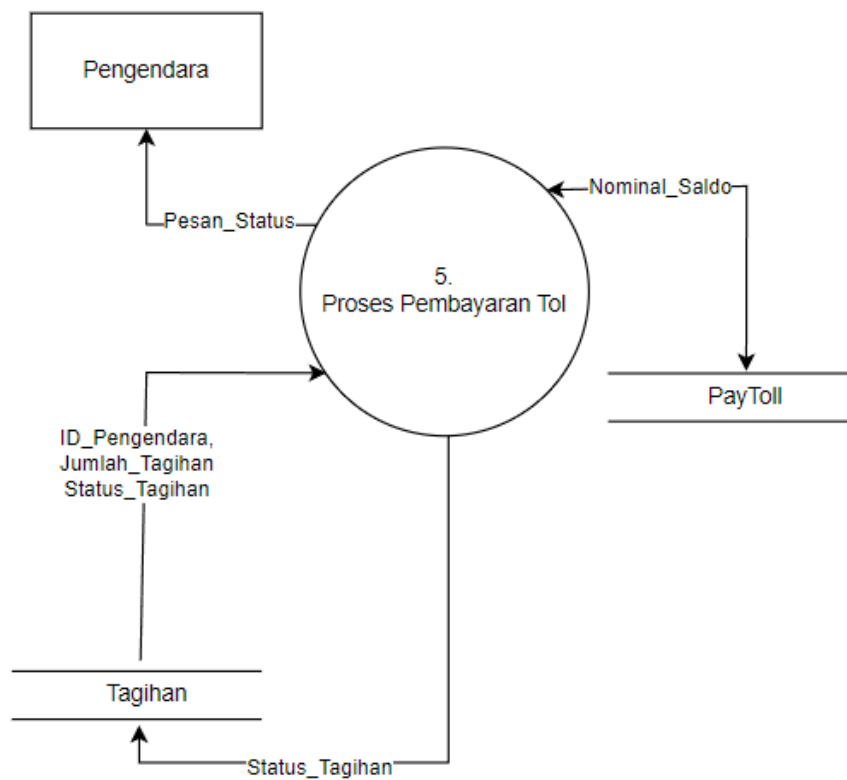 Pengendara
Pesan_Status
Nominal_Saldo
5.
Proses Pembayaran Tol
PayToll
ID_Pengendara,
Jumlah_Tagihan
Status_Tagihan
Tagihan
Status_Tagihan